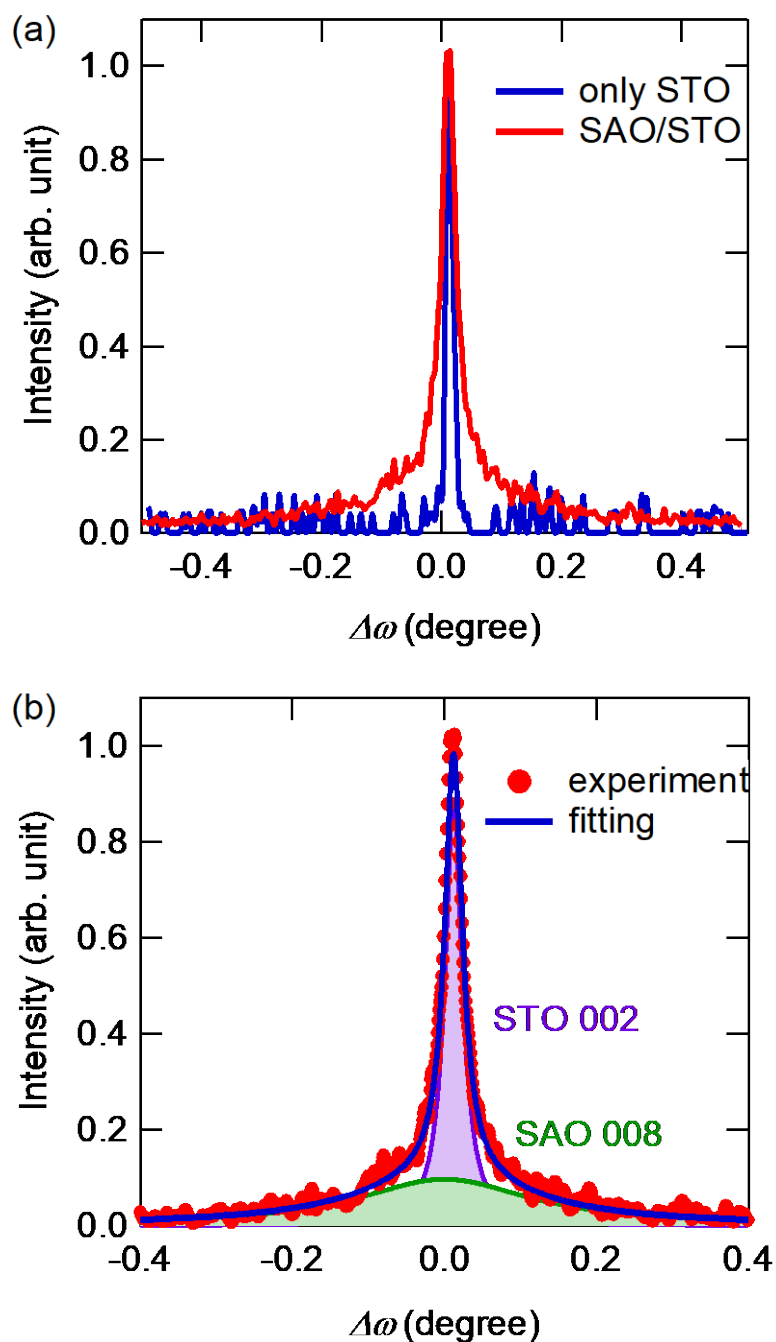 (a)
1.0
0.8
0.6
0.4
0.2
0.0
Intensity (arb. unit)
only STO
SAO/STO
−0.4 −0.2 0.0 0.2 0.4
Δω (degree)
(b)
1.0
0.8
0.6
0.4
0.2
0.0
Intensity (arb. unit)
experiment
fitting
STO 002
SAO 008
−0.4 −0.2 0.0 0.2 0.4
Δω (degree)